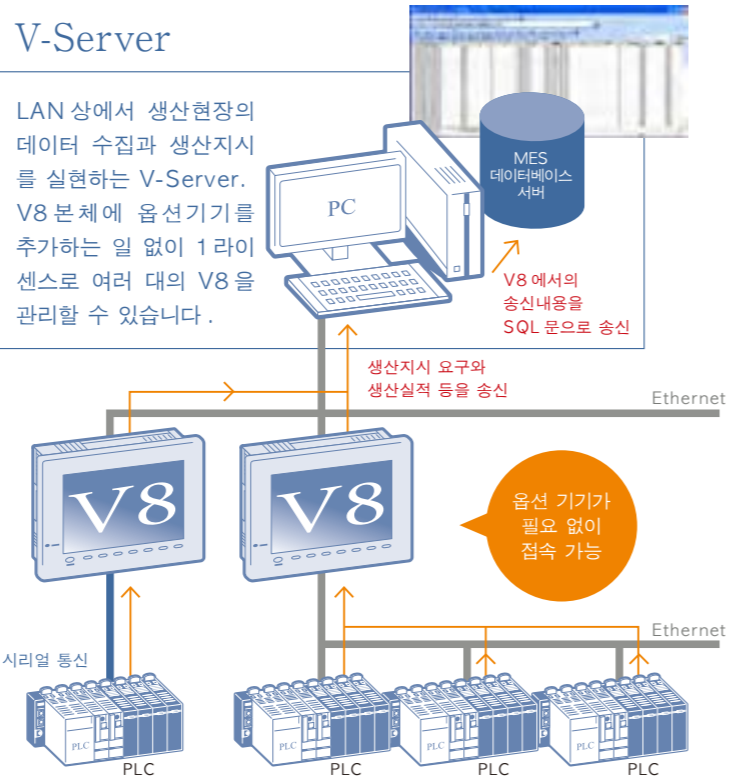 V-Server
LAN 상에서 생산현장의
데이터 수집과 생산지시
를 실현하는 V-Server.
V8 본체에 옵션기기를
추가하는 일 없이 1 라이
센스로 여러 대의 V8 을
관리할 수 있습니다 .
PC
MES
데이터베이스
서버
V8 에서의
송신내용을
SQL 문으로 송신
생산지시 요구와
생산실적 등을 송신
Ethernet
V8
V8
옵션 기기가
필요 없이
접속 가능
Ethernet
시리얼 통신
PLC
PLC
PLC
PLC
PLC
PLC
PLC
PLC